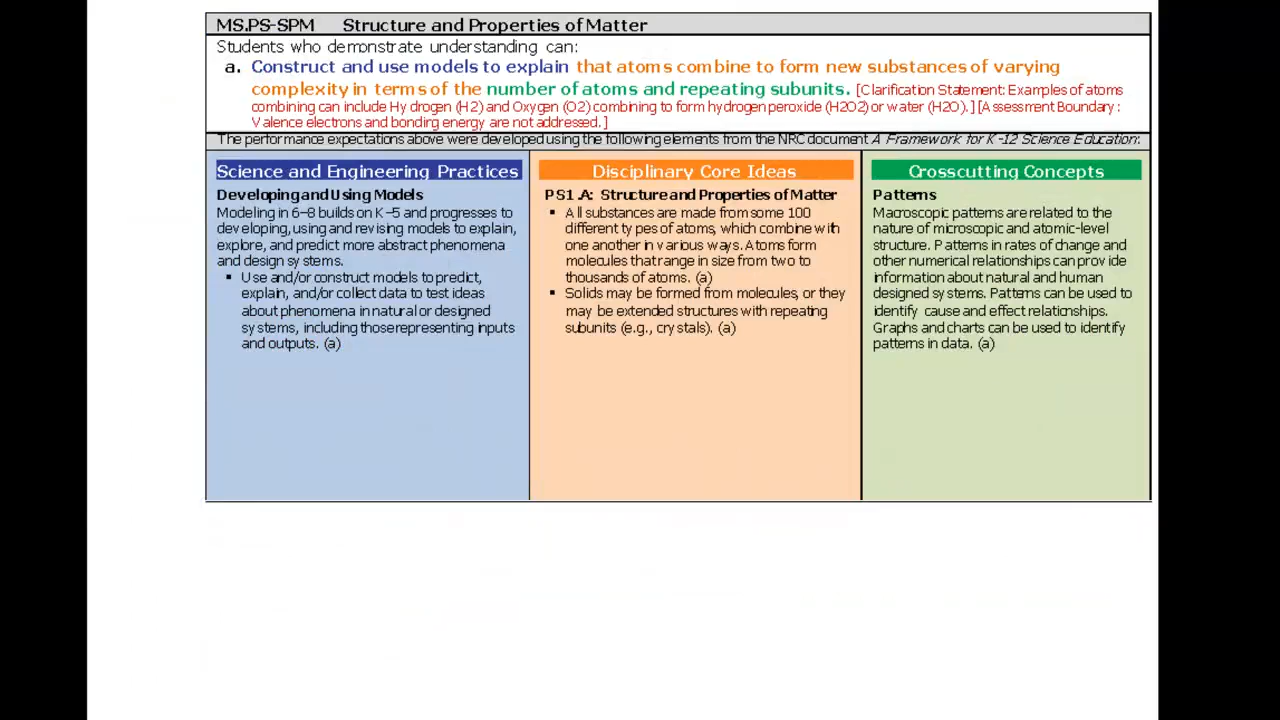 MS.PS-SPM Structure and Properties of Matter
Students who demonstrate understanding can:
a. Construct and use models to explain that atoms combine to form new substances of varying
complexity in terms of the number of atoms and repeating subunits. [Clarification Statement: Examples of atoms
combining can include Hydrogen (H2) and Oxygen (O2) combining to form hydrogen peroxide (H2O2) or water (H2O).] [Assessment Boundary:
Valence electrons and bonding energy are not addressed.]
The performance expectations above were developed using the following elements from the NRC document A Framework for K-12 Science Education:
Science and Engineering Practices
Developing and Using Models
Modeling in 6–8 builds on K–5 and progresses to
developing, using and revising models to explain,
explore, and predict more abstract phenomena
and design systems.
▪ Use and/or construct models to predict,
explain, and/or collect data to test ideas
about phenomena in natural or designed
systems, including those representing inputs
and outputs. (a)
Disciplinary Core Ideas
PS1.A: Structure and Properties of Matter
▪ All substances are made from some 100
different types of atoms, which combine with
one another in various ways. Atoms form
molecules that range in size from two to
thousands of atoms. (a)
▪ Solids may be formed from molecules, or they
may be extended structures with repeating
subunits (e.g., crystals). (a)
Crosscutting Concepts
Patterns
Macroscopic patterns are related to the
nature of microscopic and atomic-level
structure. Patterns in rates of change and
other numerical relationships can provide
information about natural and human
designed systems. Patterns can be used to
identify cause and effect relationships.
Graphs and charts can be used to identify
patterns in data. (a)